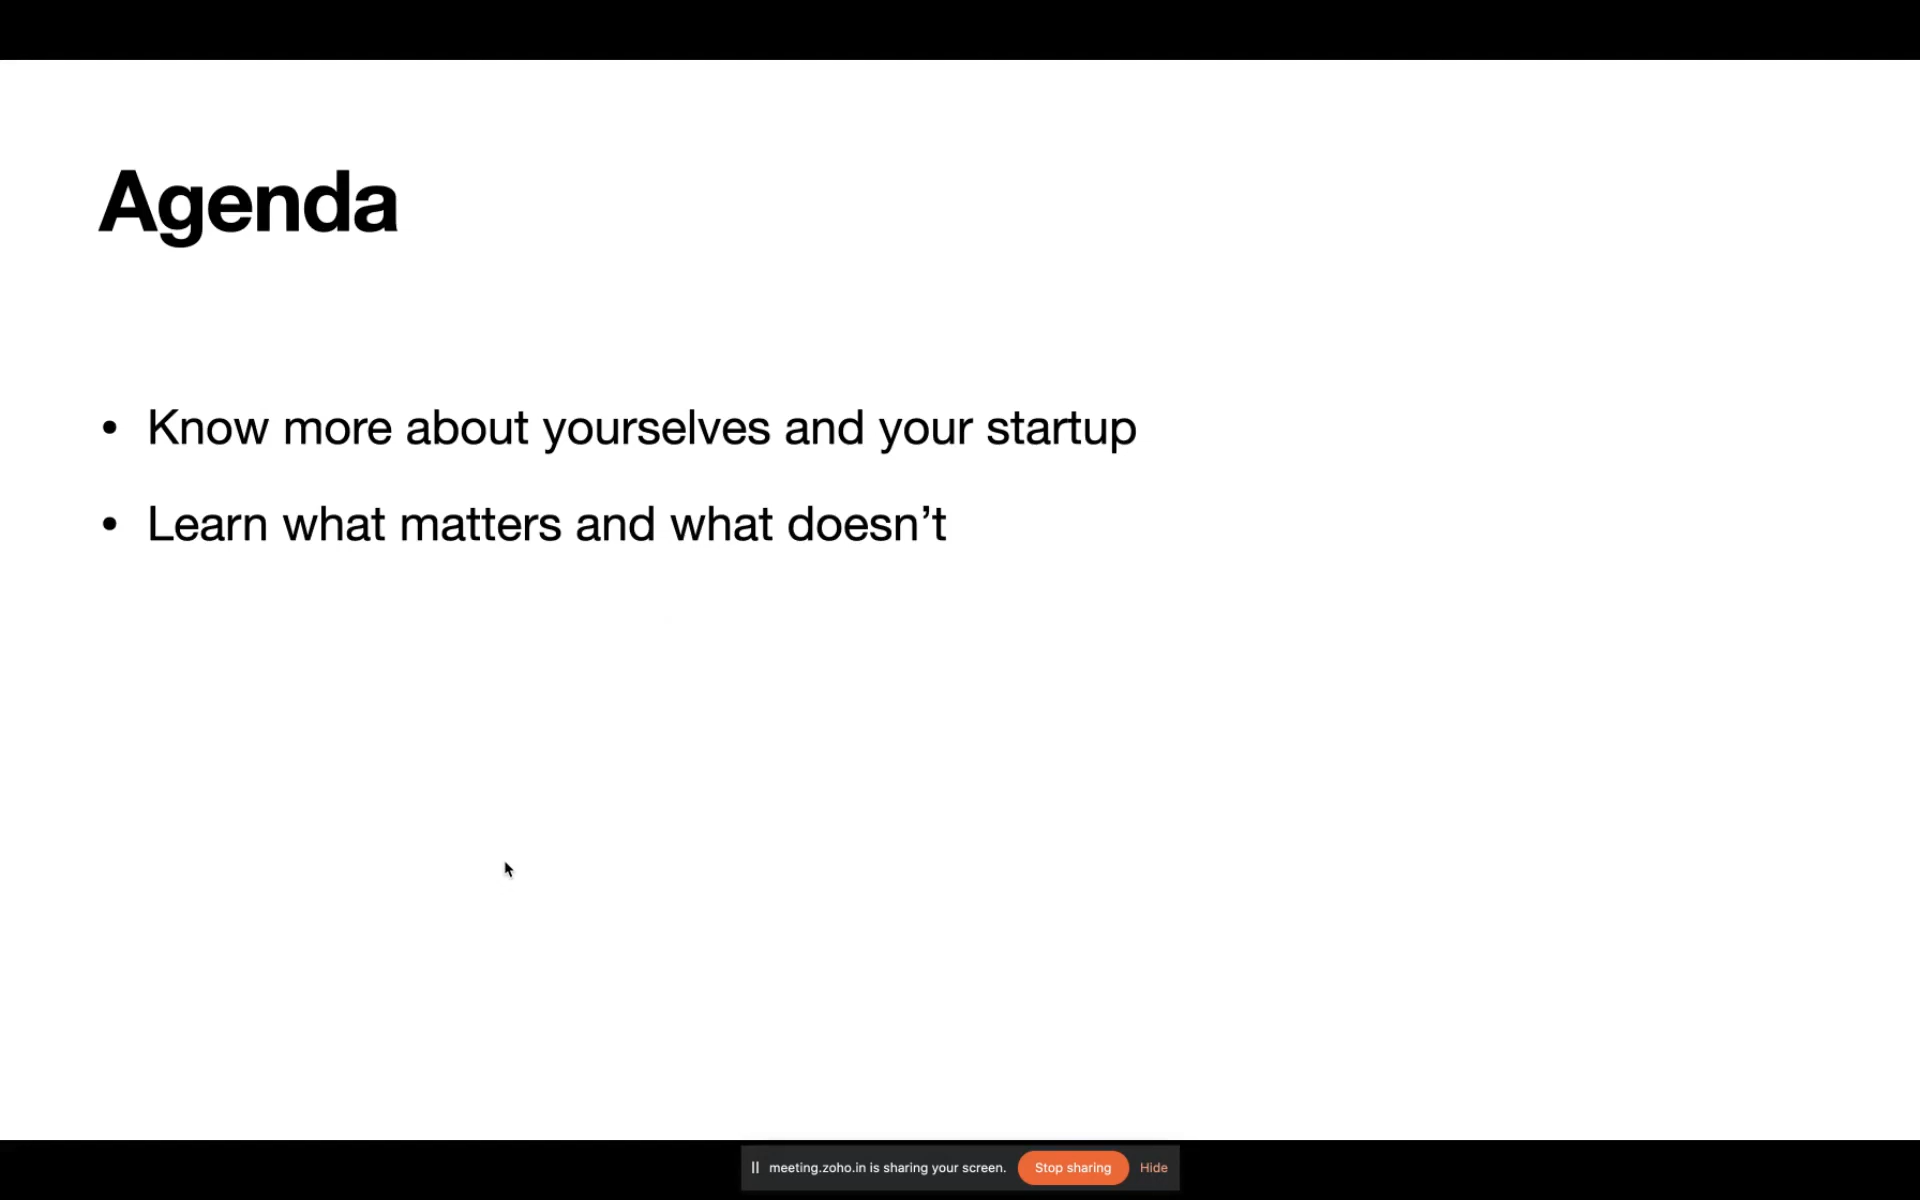 Agenda
• Know more about yourselves and your startup
• Learn what matters and what doesn’t
meeting.zoho.in is sharing your screen. Stop sharing Hide